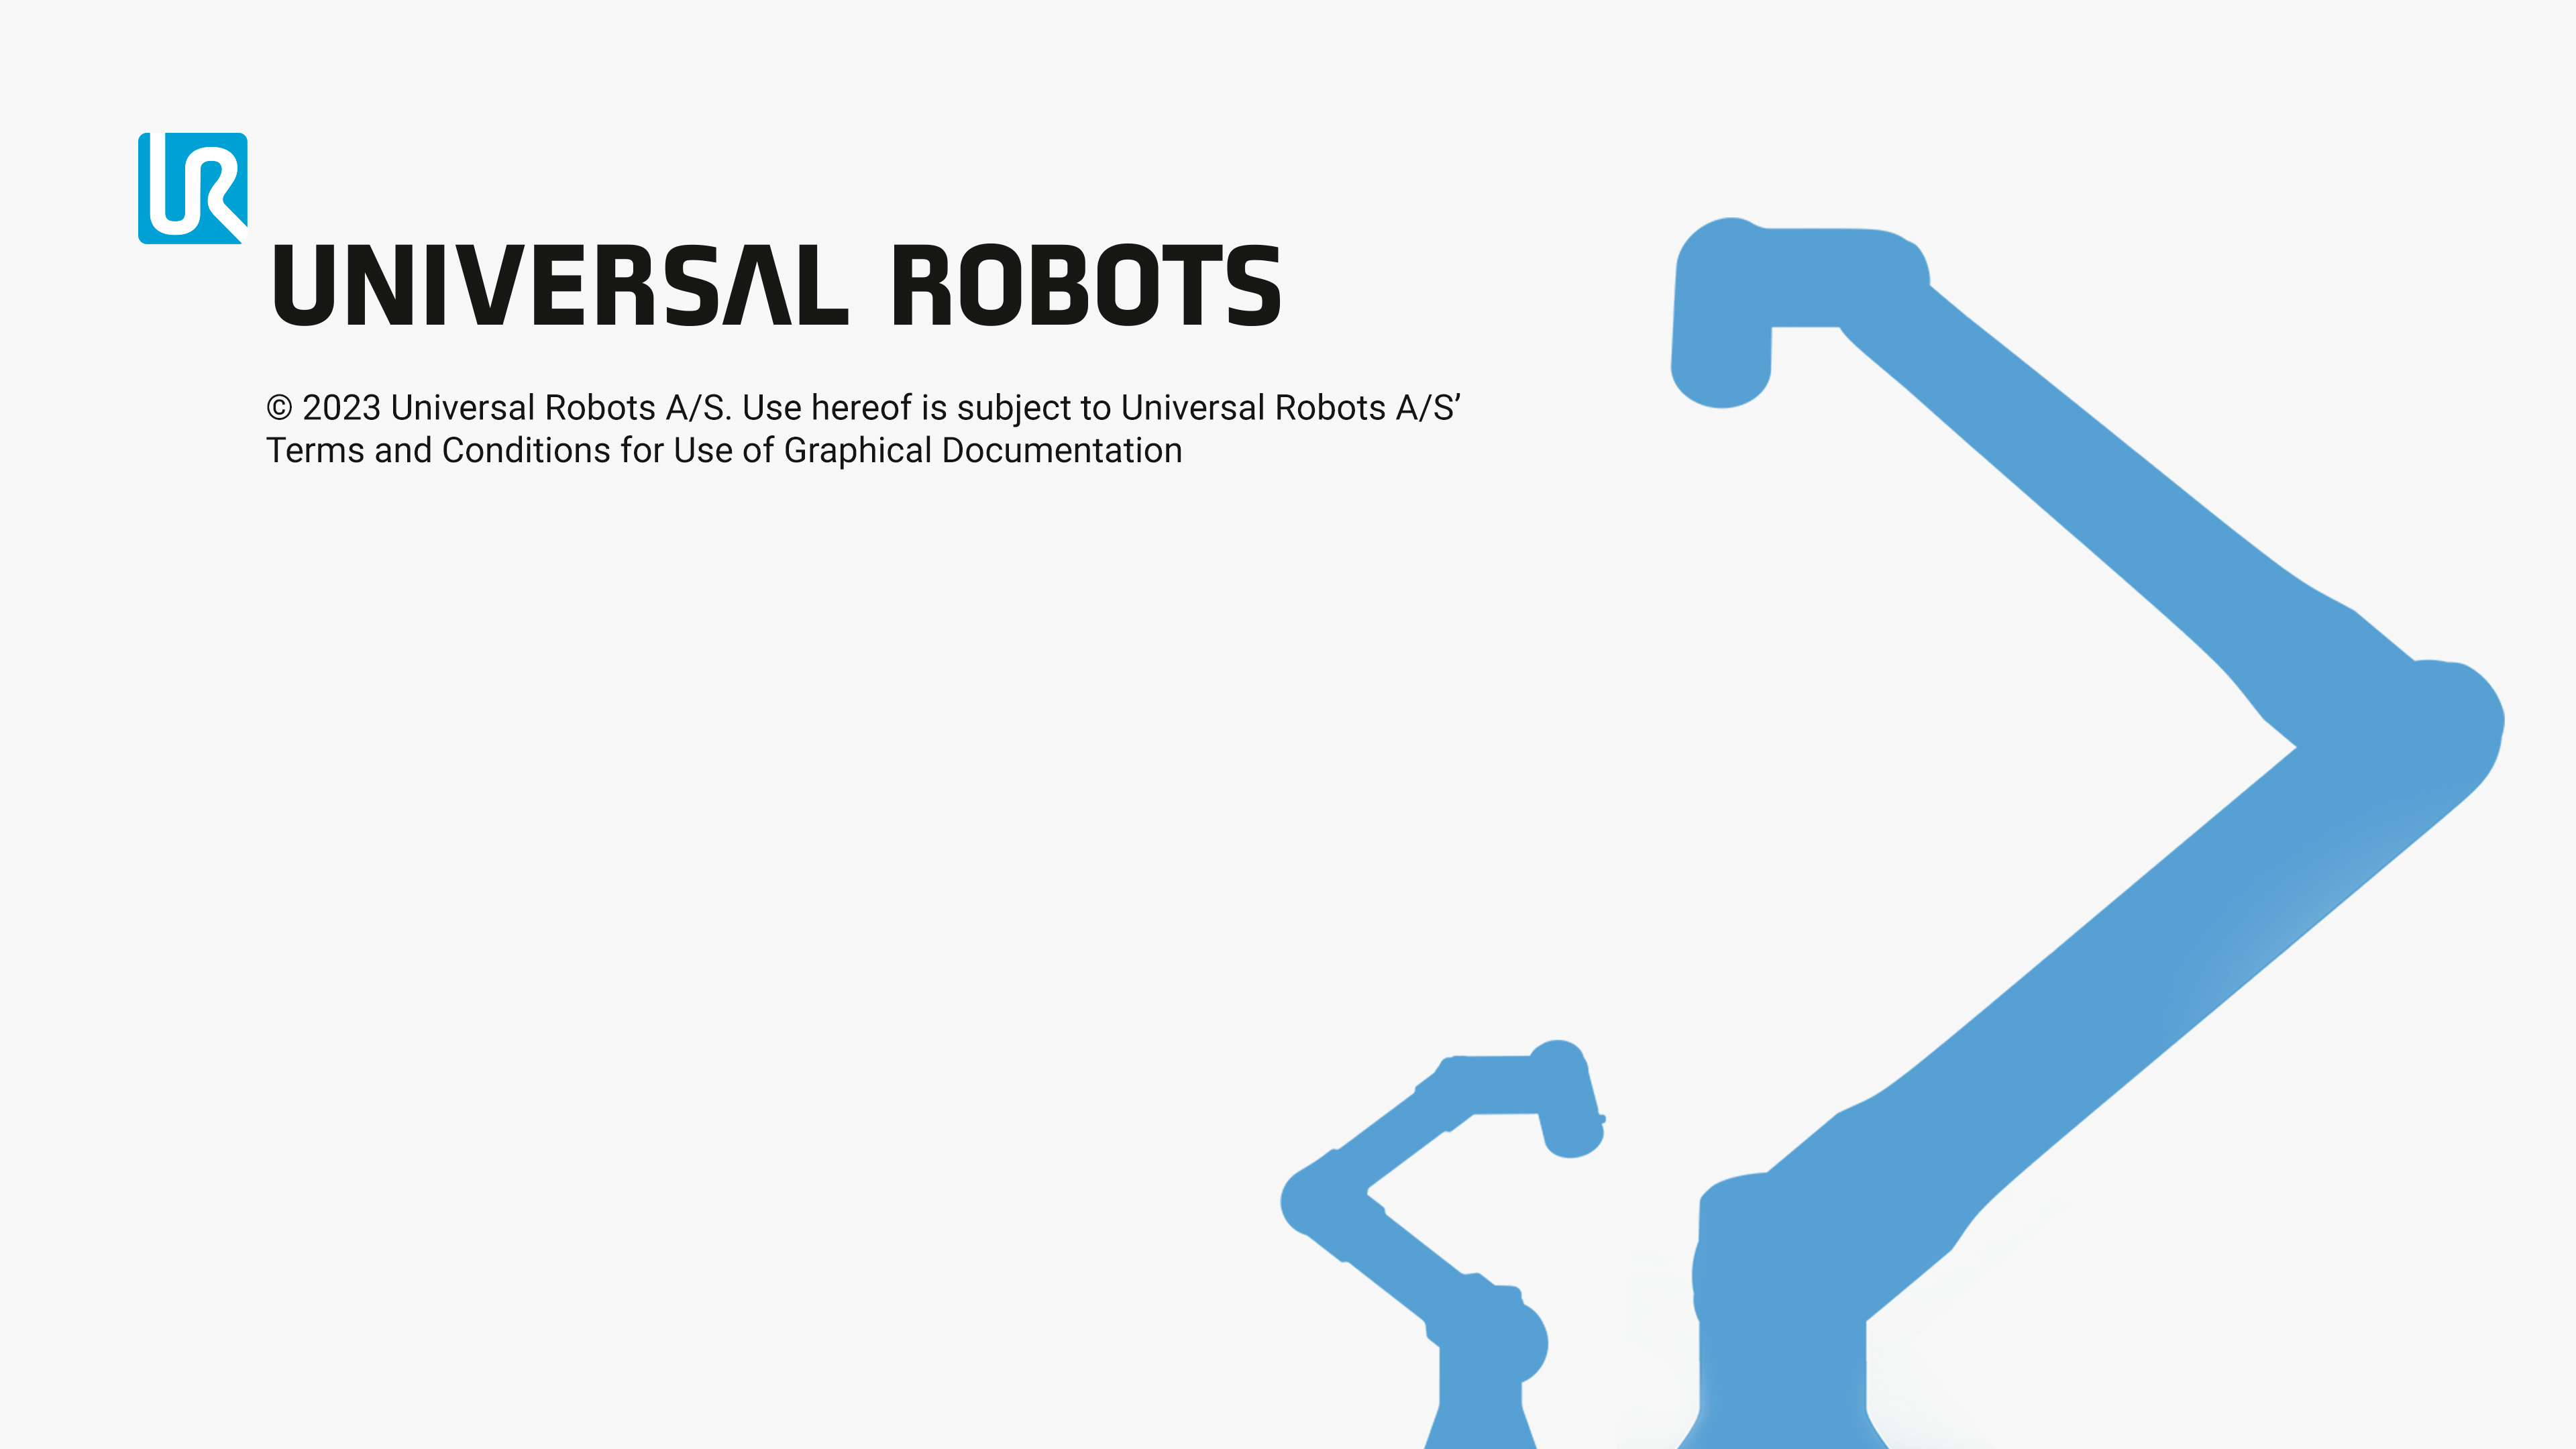 UR
UNIVERSAL ROBOTS
© 2023 Universal Robots A/S. Use hereof is subject to Universal Robots A/S’
Terms and Conditions for Use of Graphical Documentation